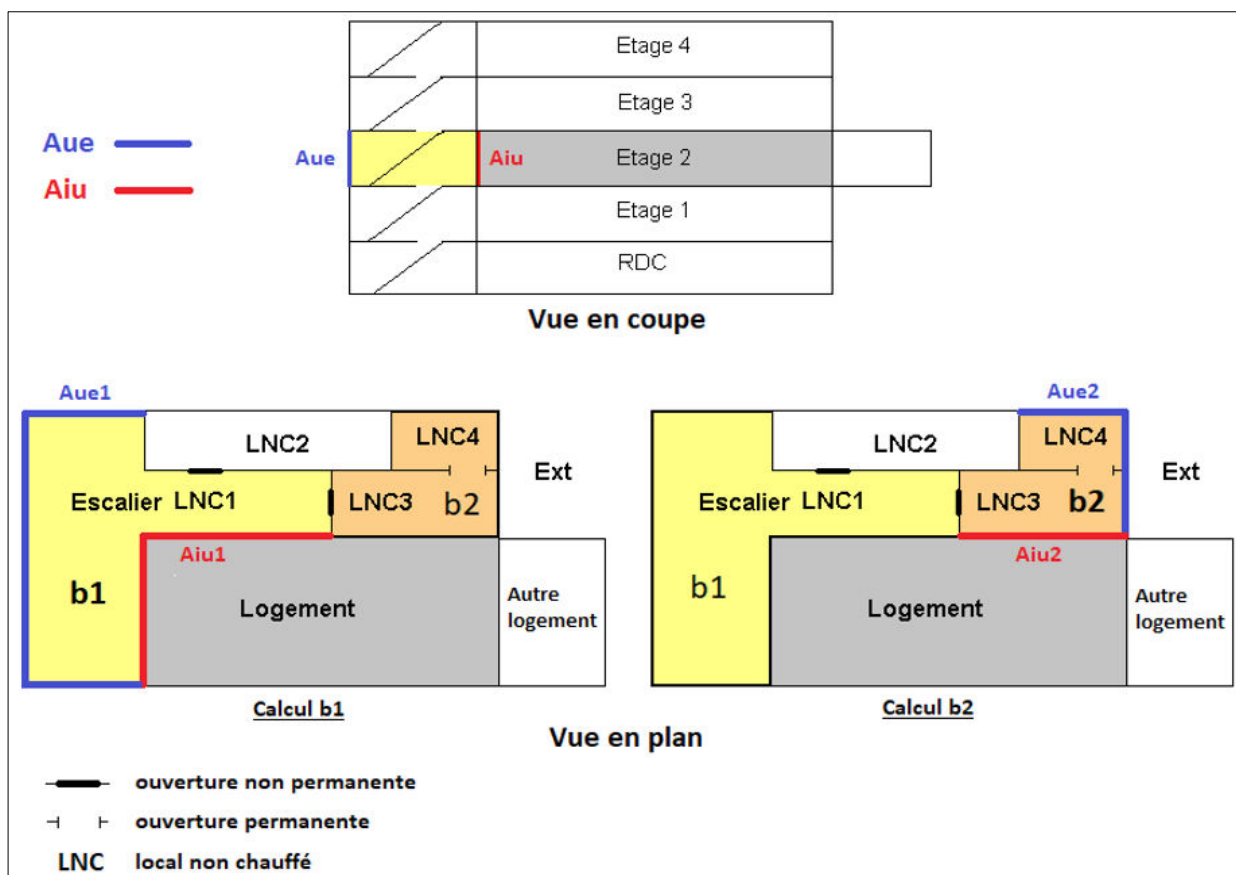 Etage 4
Etage 3
Aue
Aue Aiu Etage 2
Aiu
Etage 1
RDC
Vue en coupe
Aue1
LNC2 LNC4
Ext
Escalier LNC1 LNC3 b2
Aiu1
b1
Logement
Autre
logement
Calcul b1
Aue2
LNC2 LNC4
Ext
Escalier LNC1 LNC3 b2
Aiu2
b1
Logement
Autre
logement
Calcul b2
Vue en plan
ouverture non permanente
ouverture permanente
LNC local non chauffé